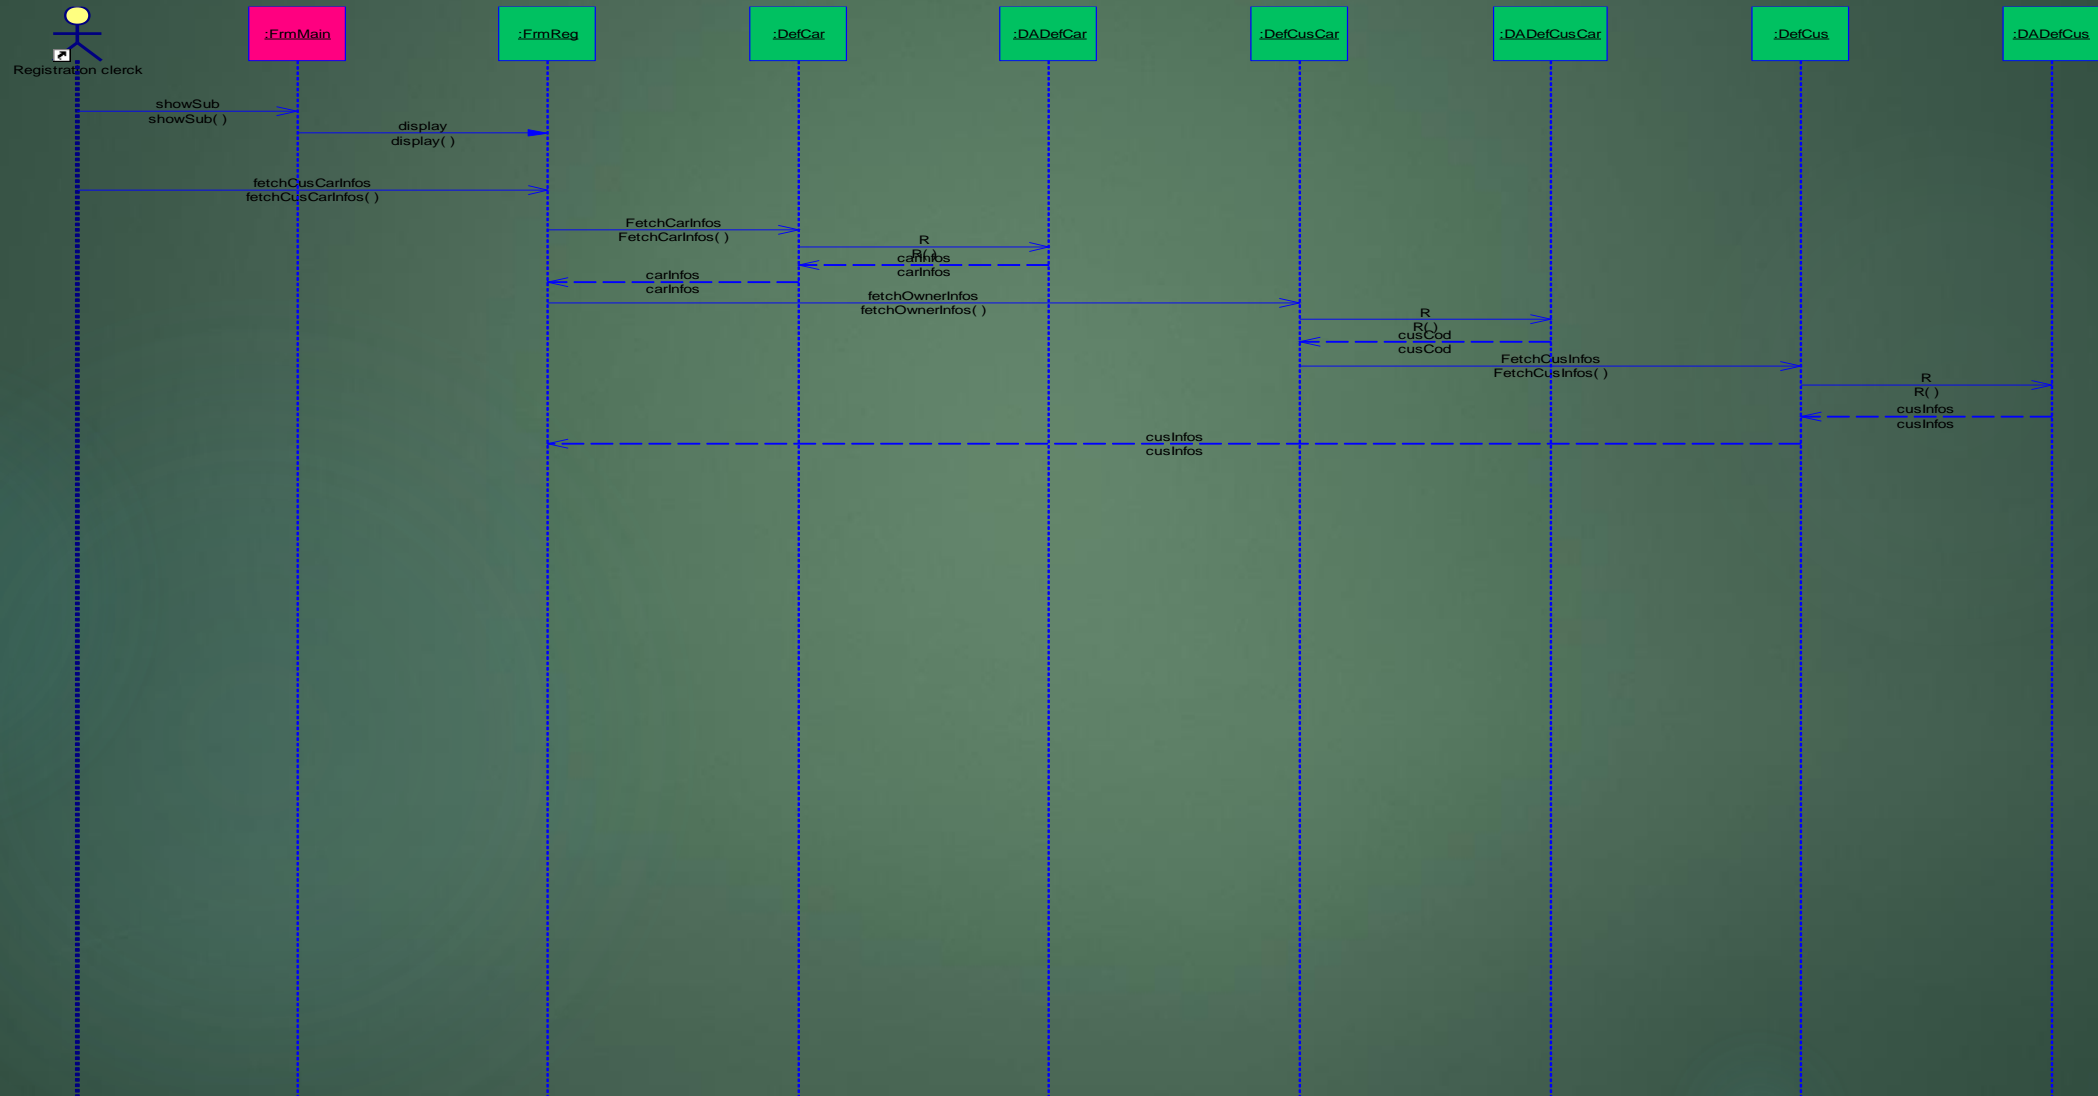 :FrmMain
:FrmReg
:DefCar
:DADefCar
:DefCusCar
:DADefCusCar
:DefCus
:DADefCus
Registration clerck
showSub
showSub( )
display
display( )
fetchCusCarInfos
fetchCusCarInfos( )
FetchCarInfos
FetchCarInfos( )
R
R( )
carInfos
carInfos
carInfos
carInfos
fetchOwnerInfos
fetchOwnerInfos( )
R
R( )
cusCod
cusCod
FetchCusInfos
FetchCusInfos( )
R
R( )
cusInfos
cusInfos
cusInfos
cusInfos